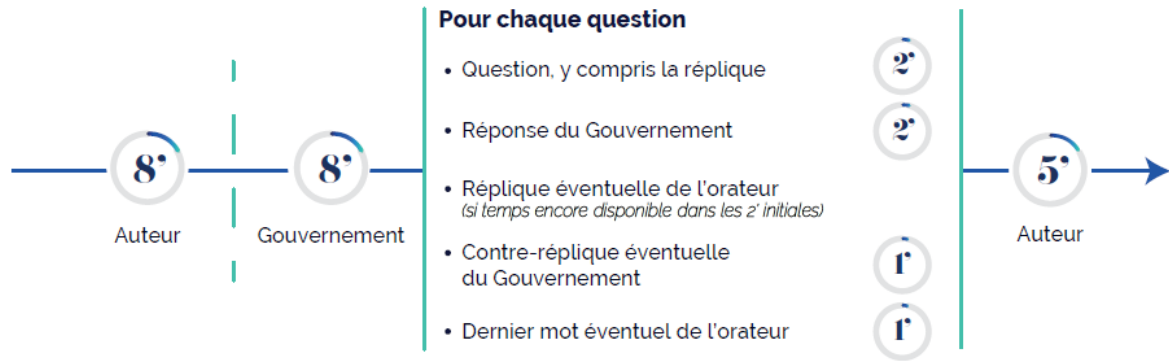 Pour chaque question
• Question, y compris la réplique
2'
• Réponse du Gouvernement
2'
• Réplique éventuelle de l'orateur
(si temps encore disponible dans les 2' initiales)
• Contre-réplique éventuelle
du Gouvernement
1'
• Dernier mot éventuel de l'orateur
1'
8'
Auteur
8'
Gouvernement
5'
Auteur